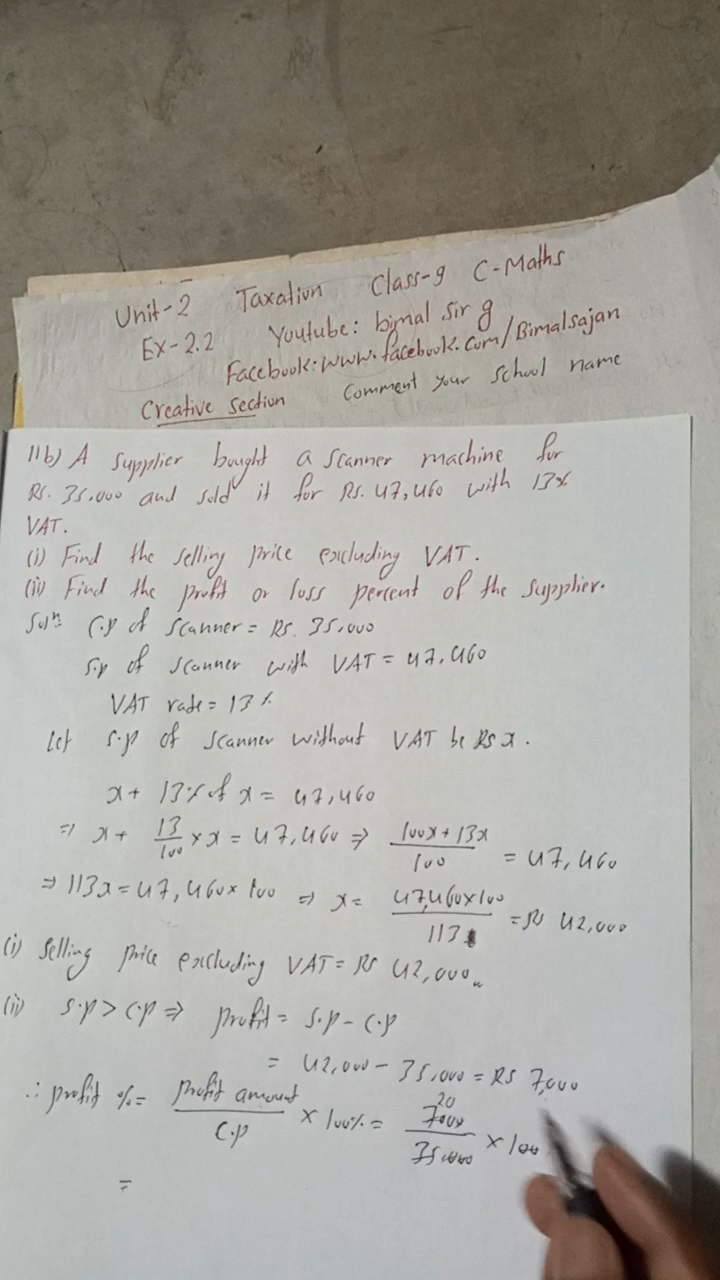 Unit-2 Taxation Class-9 C-Maths
Ex-2.2 Youtube: bimal sir g
Facebook:www.facebook.com/Bimalsajan
Creative section Comment your school name
11b) A supplier bought a scanner machine for
Rs. 35,000 and sold it for Rs. 47,460 with 13%
VAT.
(i) Find the selling price excluding VAT.
(ii) Find the profit or loss percent of the supplier.
Solⁿ: C.P of scanner = Rs. 35,000
S.P of scanner with VAT = 47,460
VAT rate = 13%
Let S.P of scanner without VAT be Rs x.
x + 13% of x = 47,460
⇒ x + 13/100 × x = 47,460 ⇒ 100x + 13x/100 = 47,460
⇒ 113x = 47,460 × 100 ⇒ x = 47,460×100/113 = Rs 42,000
(i) Selling price excluding VAT = Rs 42,000
(ii) S.P > C.P ⇒ profit = S.P - C.P
= 42,000 - 35,000 = Rs 7,000
∴ profit % = profit amount/C.P × 100% = 7000/35000 × 100
20
=